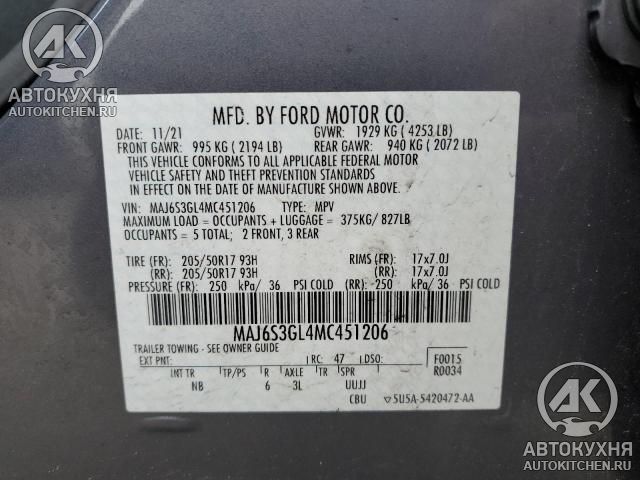 AK
АВТОКУХНЯ
AUTOKITCHEN.BY
MFD. BY FORD MOTOR CO.
DATE: 11/21 GVWR: 1929 KG ( 4253 LB)
FRONT GAWR: 995 KG ( 2194 LB) REAR GAWR: 940 KG ( 2072 LB)
THIS VEHICLE CONFORMS TO ALL APPLICABLE FEDERAL MOTOR
VEHICLE SAFETY AND THEFT PREVENTION STANDARDS
IN EFFECT ON THE DATE OF MANUFACTURE SHOWN ABOVE.
VIN: MAJ6S3GL4MC451206 TYPE: MPV
MAXIMUM LOAD = OCCUPANTS + LUGGAGE = 375KG/ 827LB
OCCUPANTS = 5 TOTAL; 2 FRONT, 3 REAR
TIRE (FR): 205/50R17 93H RIMS (FR): 17x7.0J
(RR): 205/50R17 93H (RR): 17x7.0J
PRESSURE (FR): 250 kPa/ 36 PSI COLD (RR): 250 kPa/ 36 PSI COLD
MAJ6S3GL4MC451206
TRAILER TOWING - SEE OWNER GUIDE
EXT PNT: RC: 47 DSO: F0015
R0034
INT TR TP/PS R AXLE TR SPR
NB 6 3L UUJJ
CBU ▽5U5A-5420472-AA
AK
АВТОКУХНЯ
AUTOKITCHEN.BY